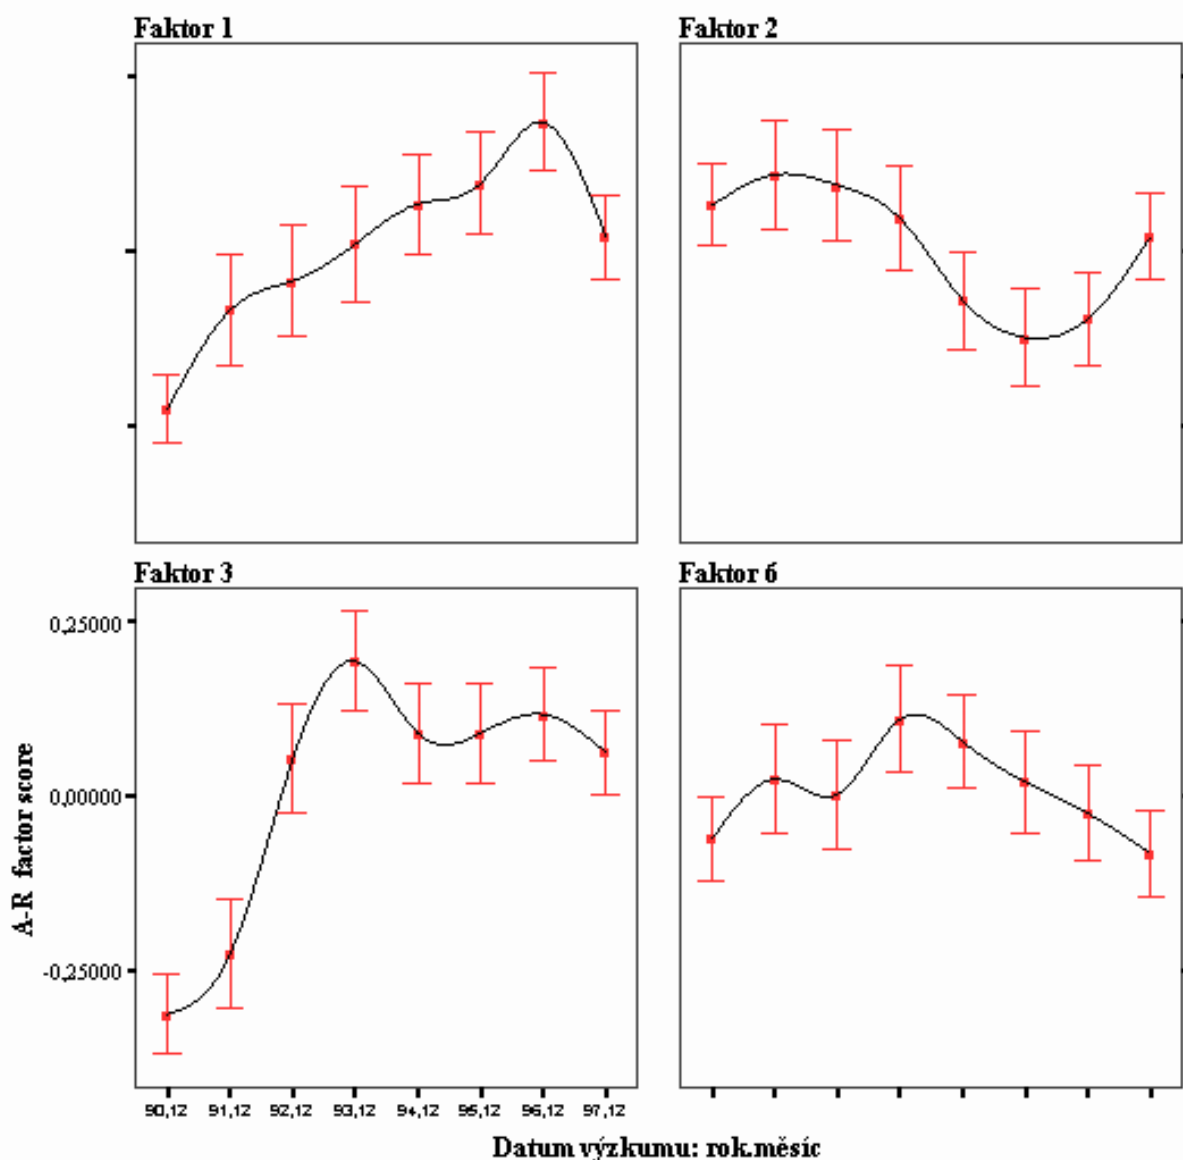 Faktor 1
Faktor 2
Faktor 3
Faktor 6
A-R factor score
0,25000
0,00000
-0,25000
90,12 91,12 92,12 93,12 94,12 95,12 96,12 97,12
Datum výzkumu: rok.měsíc